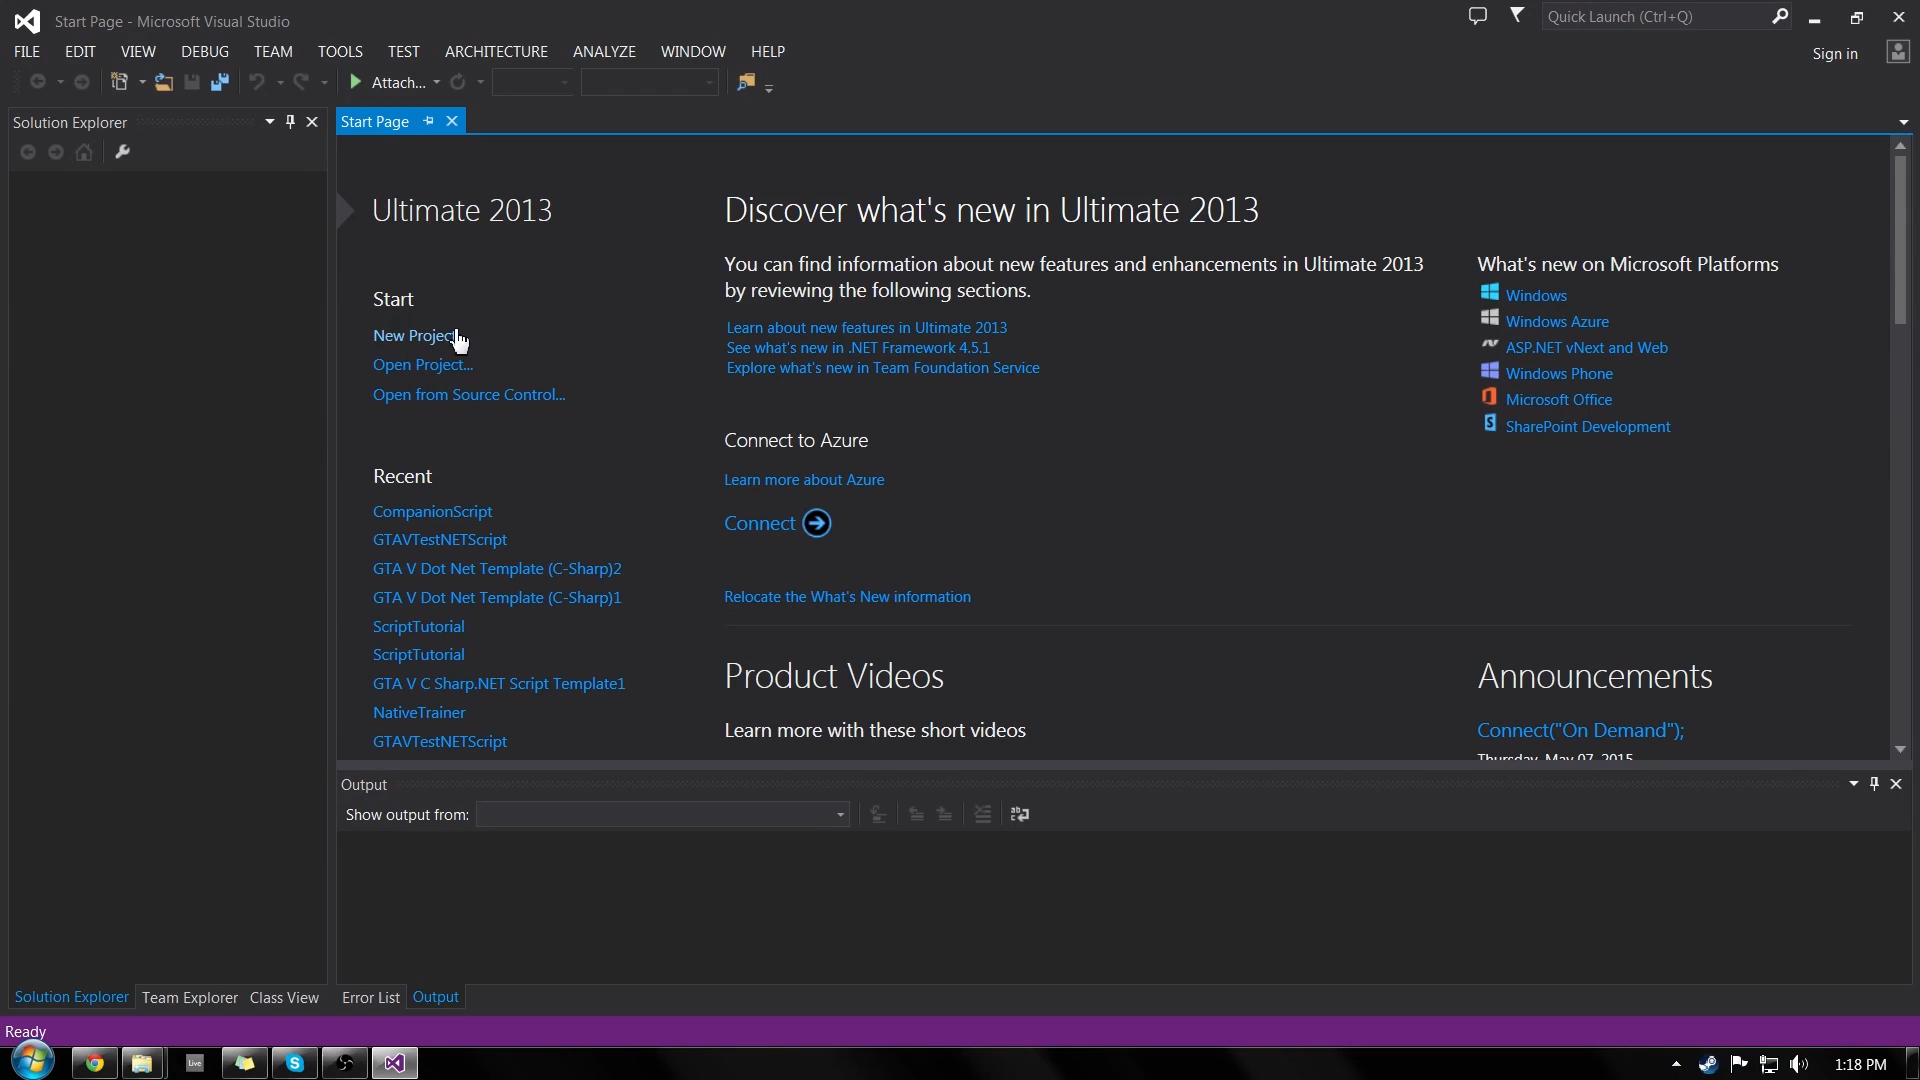 Start Page - Microsoft Visual Studio
Quick Launch (Ctrl+Q)
FILE EDIT VIEW DEBUG TEAM TOOLS TEST ARCHITECTURE ANALYZE WINDOW HELP
Sign in
Attach...
Solution Explorer
Start Page
Ultimate 2013
Start
New Project
Open Project...
Open from Source Control...
Recent
CompanionScript
GTAVTestNETScript
GTA V Dot Net Template (C-Sharp)2
GTA V Dot Net Template (C-Sharp)1
ScriptTutorial
ScriptTutorial
GTA V C Sharp.NET Script Template1
NativeTrainer
GTAVTestNETScript
Discover what's new in Ultimate 2013
You can find information about new features and enhancements in Ultimate 2013
by reviewing the following sections.
Learn about new features in Ultimate 2013
See what's new in .NET Framework 4.5.1
Explore what's new in Team Foundation Service
Connect to Azure
Learn more about Azure
Connect
Relocate the What's New information
Product Videos
Learn more with these short videos
What's new on Microsoft Platforms
Windows
Windows Azure
ASP.NET vNext and Web
Windows Phone
Microsoft Office
SharePoint Development
Announcements
Connect("On Demand");
Thursday, May 07, 2015
Output
Show output from:
Solution Explorer Team Explorer Class View
Error List Output
Ready
Live
1:18 PM